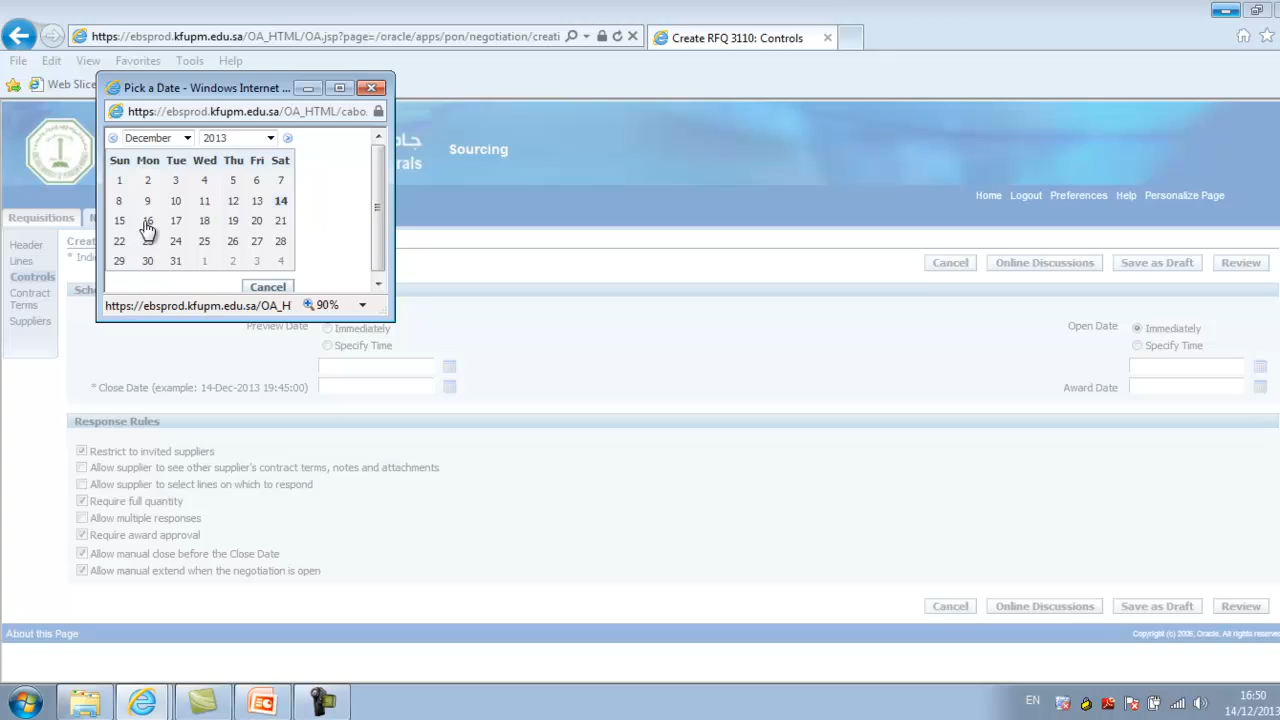 https://ebsprod.kfupm.edu.sa/OA_HTML/OA.jsp?page=/oracle/apps/pon/negotiation/creati
Create RFQ 3110: Controls
File Edit View Favorites Tools Help
Web Slice
Pick a Date - Windows Internet ...
https://ebsprod.kfupm.edu.sa/OA_HTML/cabo.
December 2013
Sun Mon Tue Wed Thu Fri Sat
1 2 3 4 5 6 7
8 9 10 11 12 13 14
15 16 17 18 19 20 21
22 23 24 25 26 27 28
29 30 31 1 2 3 4
Cancel
https://ebsprod.kfupm.edu.sa/OA_H 90%
Sourcing
Home Logout Preferences Help Personalize Page
Requisitions
Header
Lines
Controls
Contract
Terms
Suppliers
Cancel Online Discussions Save as Draft Review
Preview Date
Immediately
Specify Time
Open Date
Immediately
Specify Time
* Close Date (example: 14-Dec-2013 19:45:00)
Award Date
Response Rules
Restrict to invited suppliers
Allow supplier to see other supplier's contract terms, notes and attachments
Allow supplier to select lines on which to respond
Require full quantity
Allow multiple responses
Require award approval
Allow manual close before the Close Date
Allow manual extend when the negotiation is open
Cancel Online Discussions Save as Draft Review
About this Page
Copyright (c) 2006, Oracle. All rights reserved
EN
16:50
14/12/2013